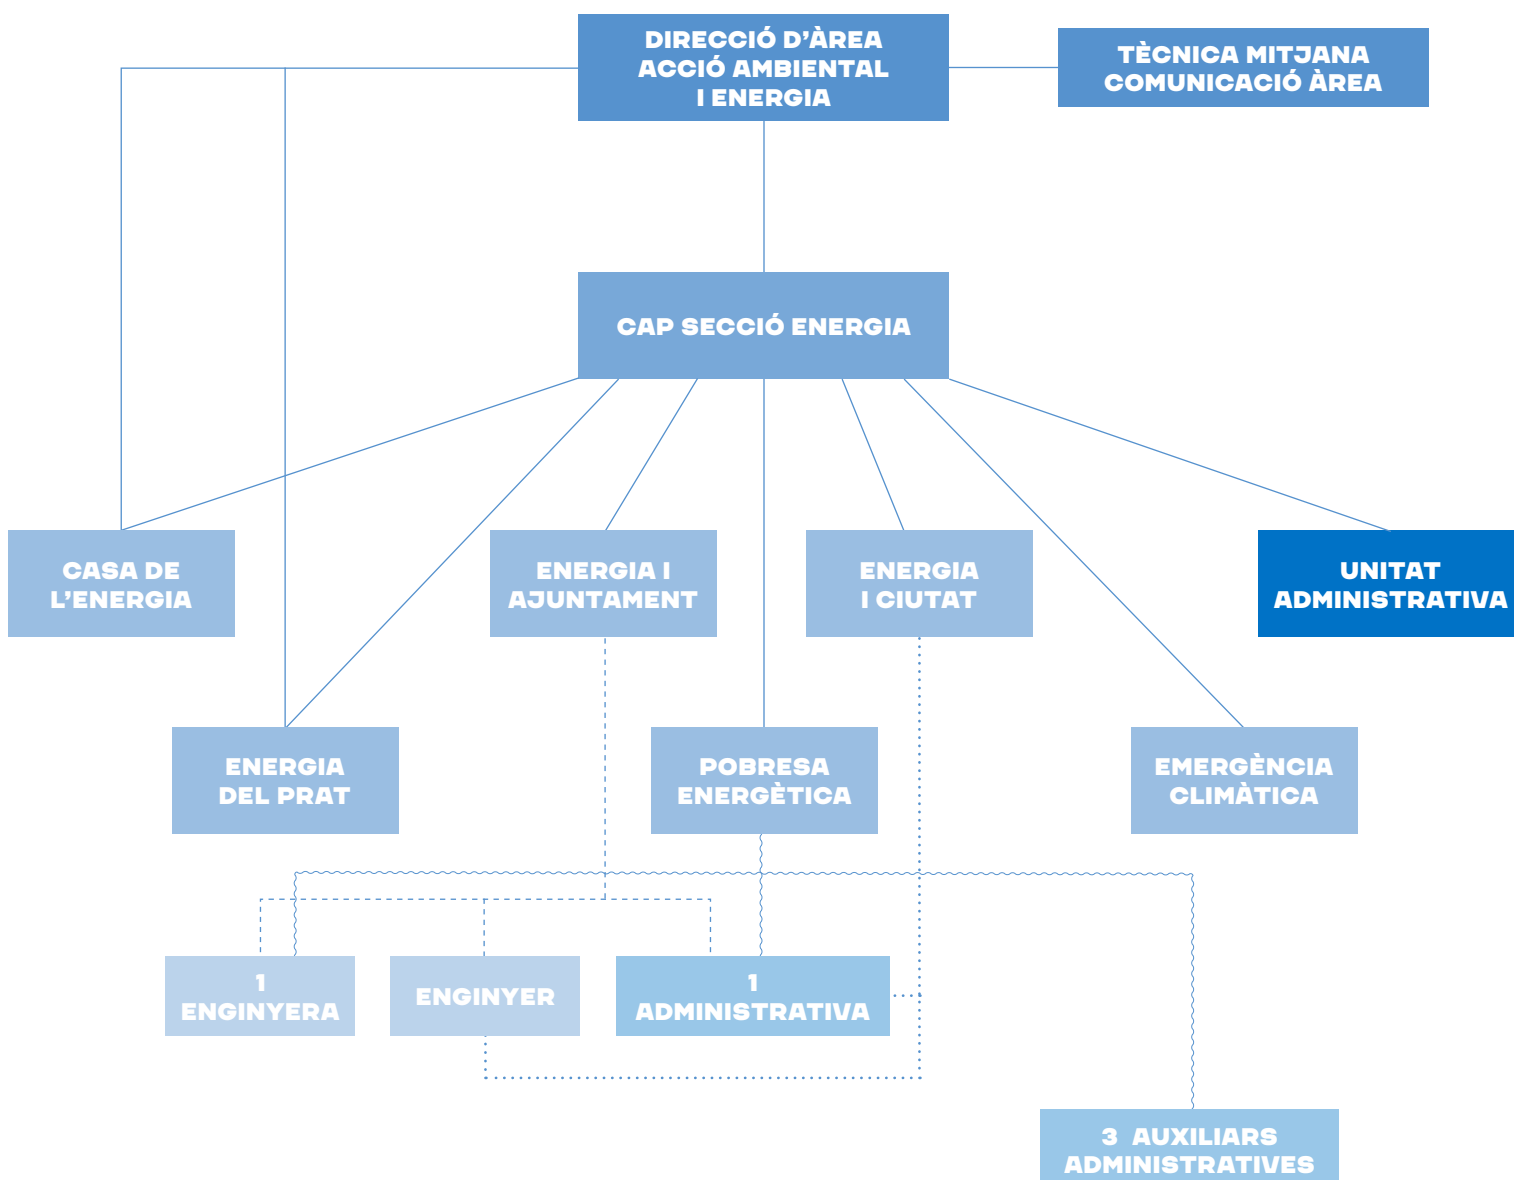 DIRECCIÓ D'ÀREA
ACCIÓ AMBIENTAL
I ENERGIA
TÈCNICA MITJANA
COMUNICACIÓ ÀREA
CAP SECCIÓ ENERGIA
CASA DE
L'ENERGIA
ENERGIA I
AJUNTAMENT
ENERGIA
I CIUTAT
UNITAT
ADMINISTRATIVA
ENERGIA
DEL PRAT
POBRESA
ENERGÈTICA
EMERGÈNCIA
CLIMÀTICA
1
ENGINYERA
ENGINYER
1
ADMINISTRATIVA
3 AUXILIARS
ADMINISTRATIVES